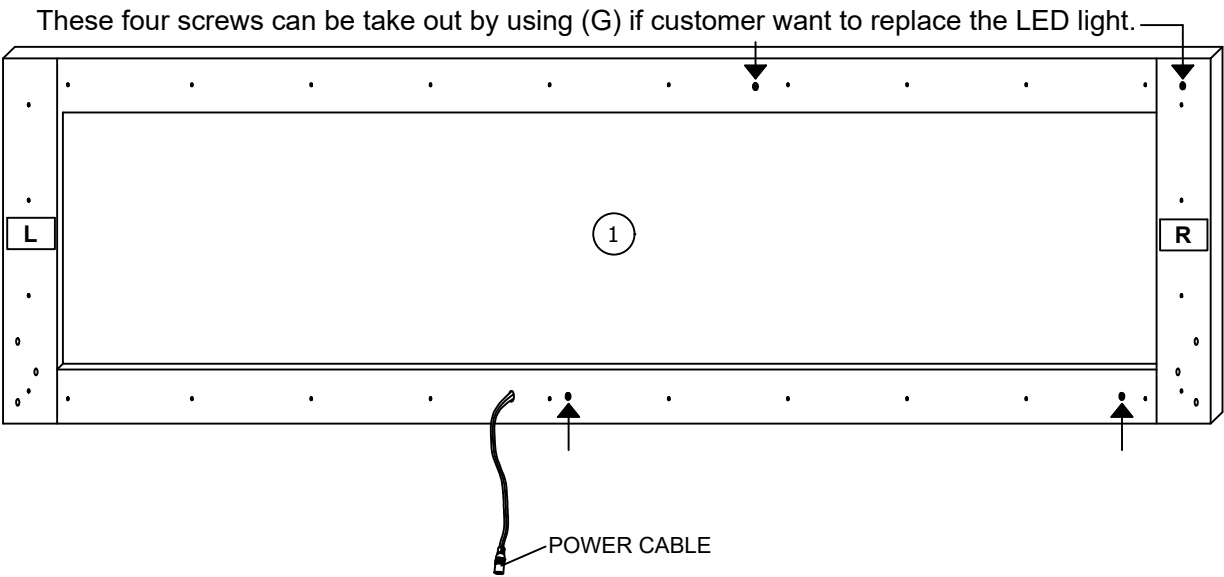 These four screws can be take out by using (G) if customer want to replace the LED light.
L
1
R
POWER CABLE